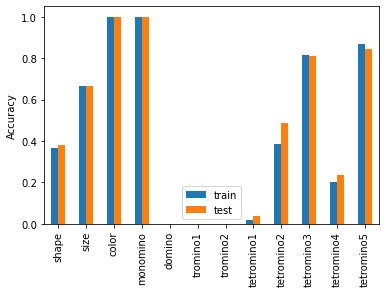 Accuracy
1.0
0.8
0.6
0.4
0.2
0.0
train
test
shape
size
color
monomino
domino
tromino1
tromino2
tetromino1
tetromino2
tetromino3
tetromino4
tetromino5